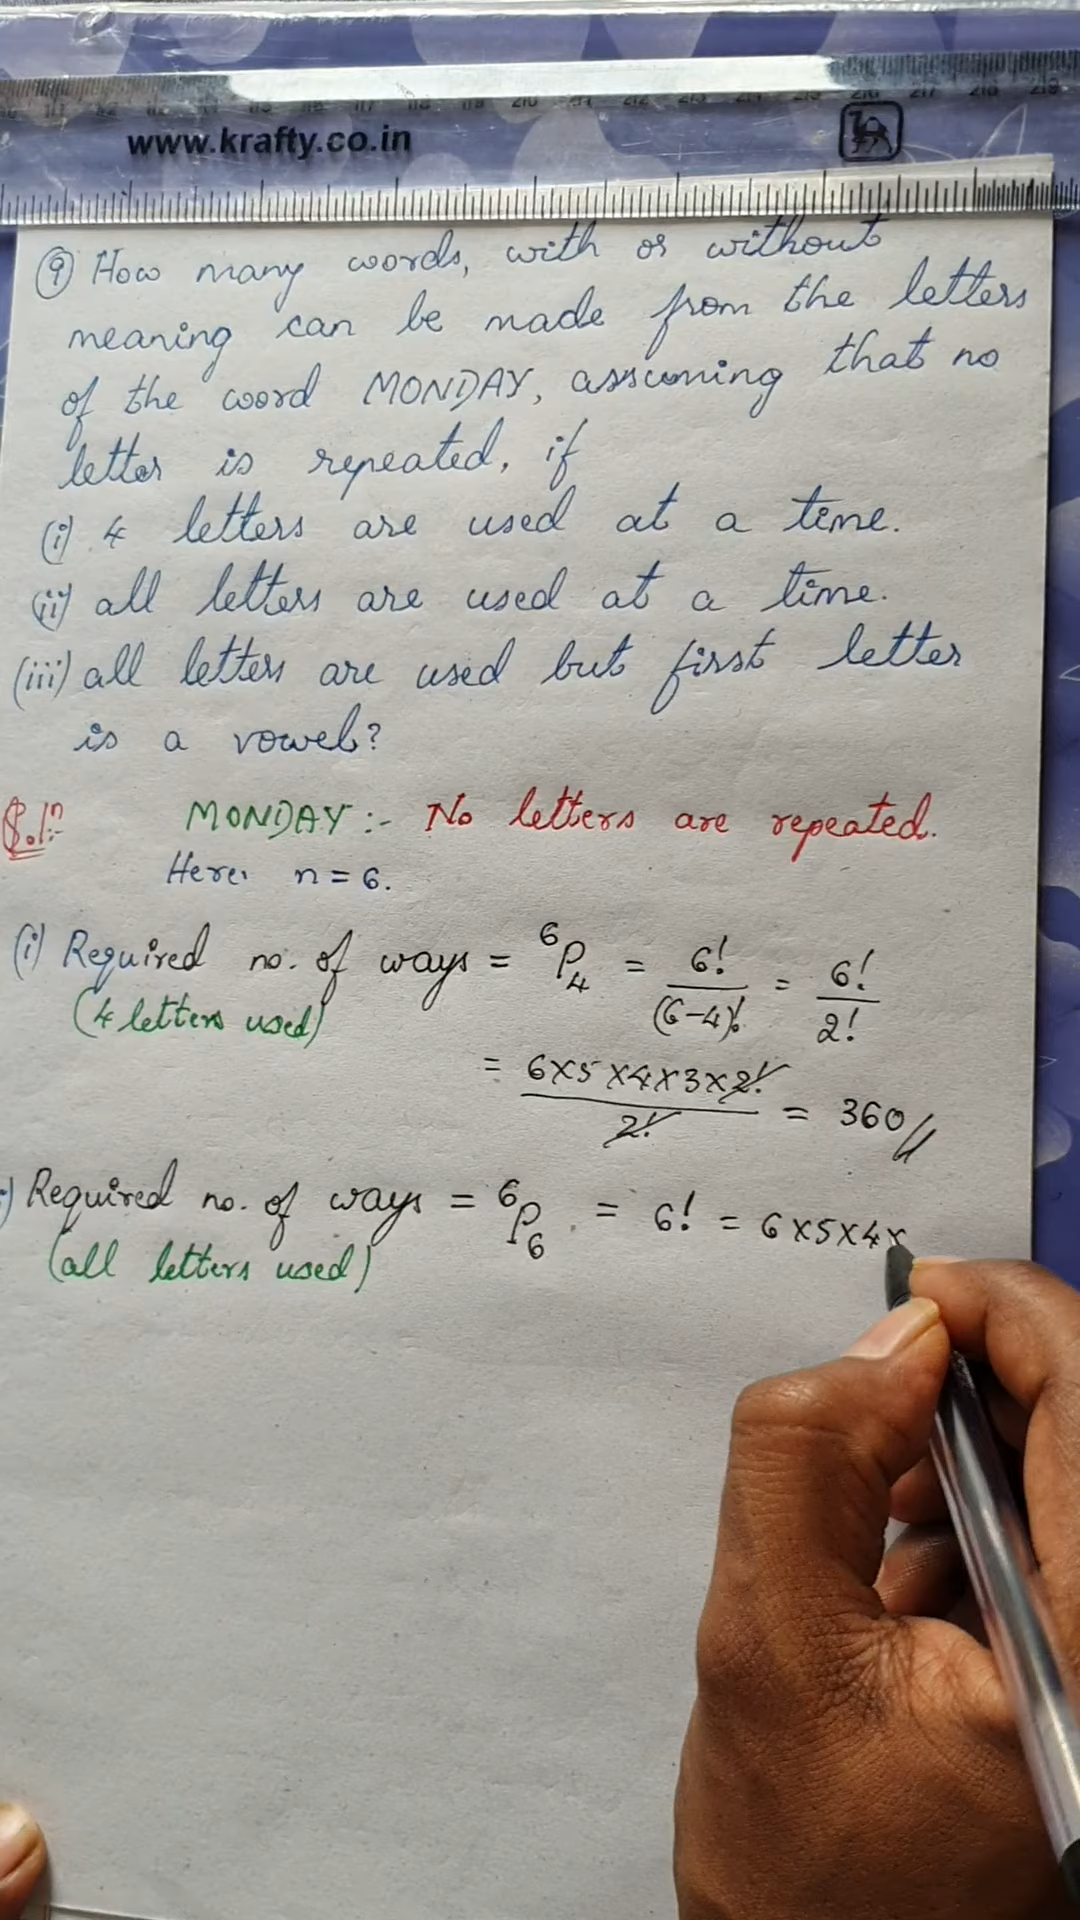 www.krafty.co.in
⑨ How many words, with or without
meaning can be made from the letters
of the word MONDAY, assuming that no
letter is repeated, if
(i) 4 letters are used at a time.
(ii) all letters are used at a time.
(iii) all letters are used but first letter
is a vowel?
Solⁿ:- MONDAY :- No letters are repeated.
Here, n = 6.
(i) Required no. of ways = ⁶P₄ = 6!/(6-4)! = 6!/2!
(4 letters used)
= 6×5×4×3×2!/2! = 360//
) Required no. of ways = ⁶P₆ = 6! = 6×5×4×
(all letters used)